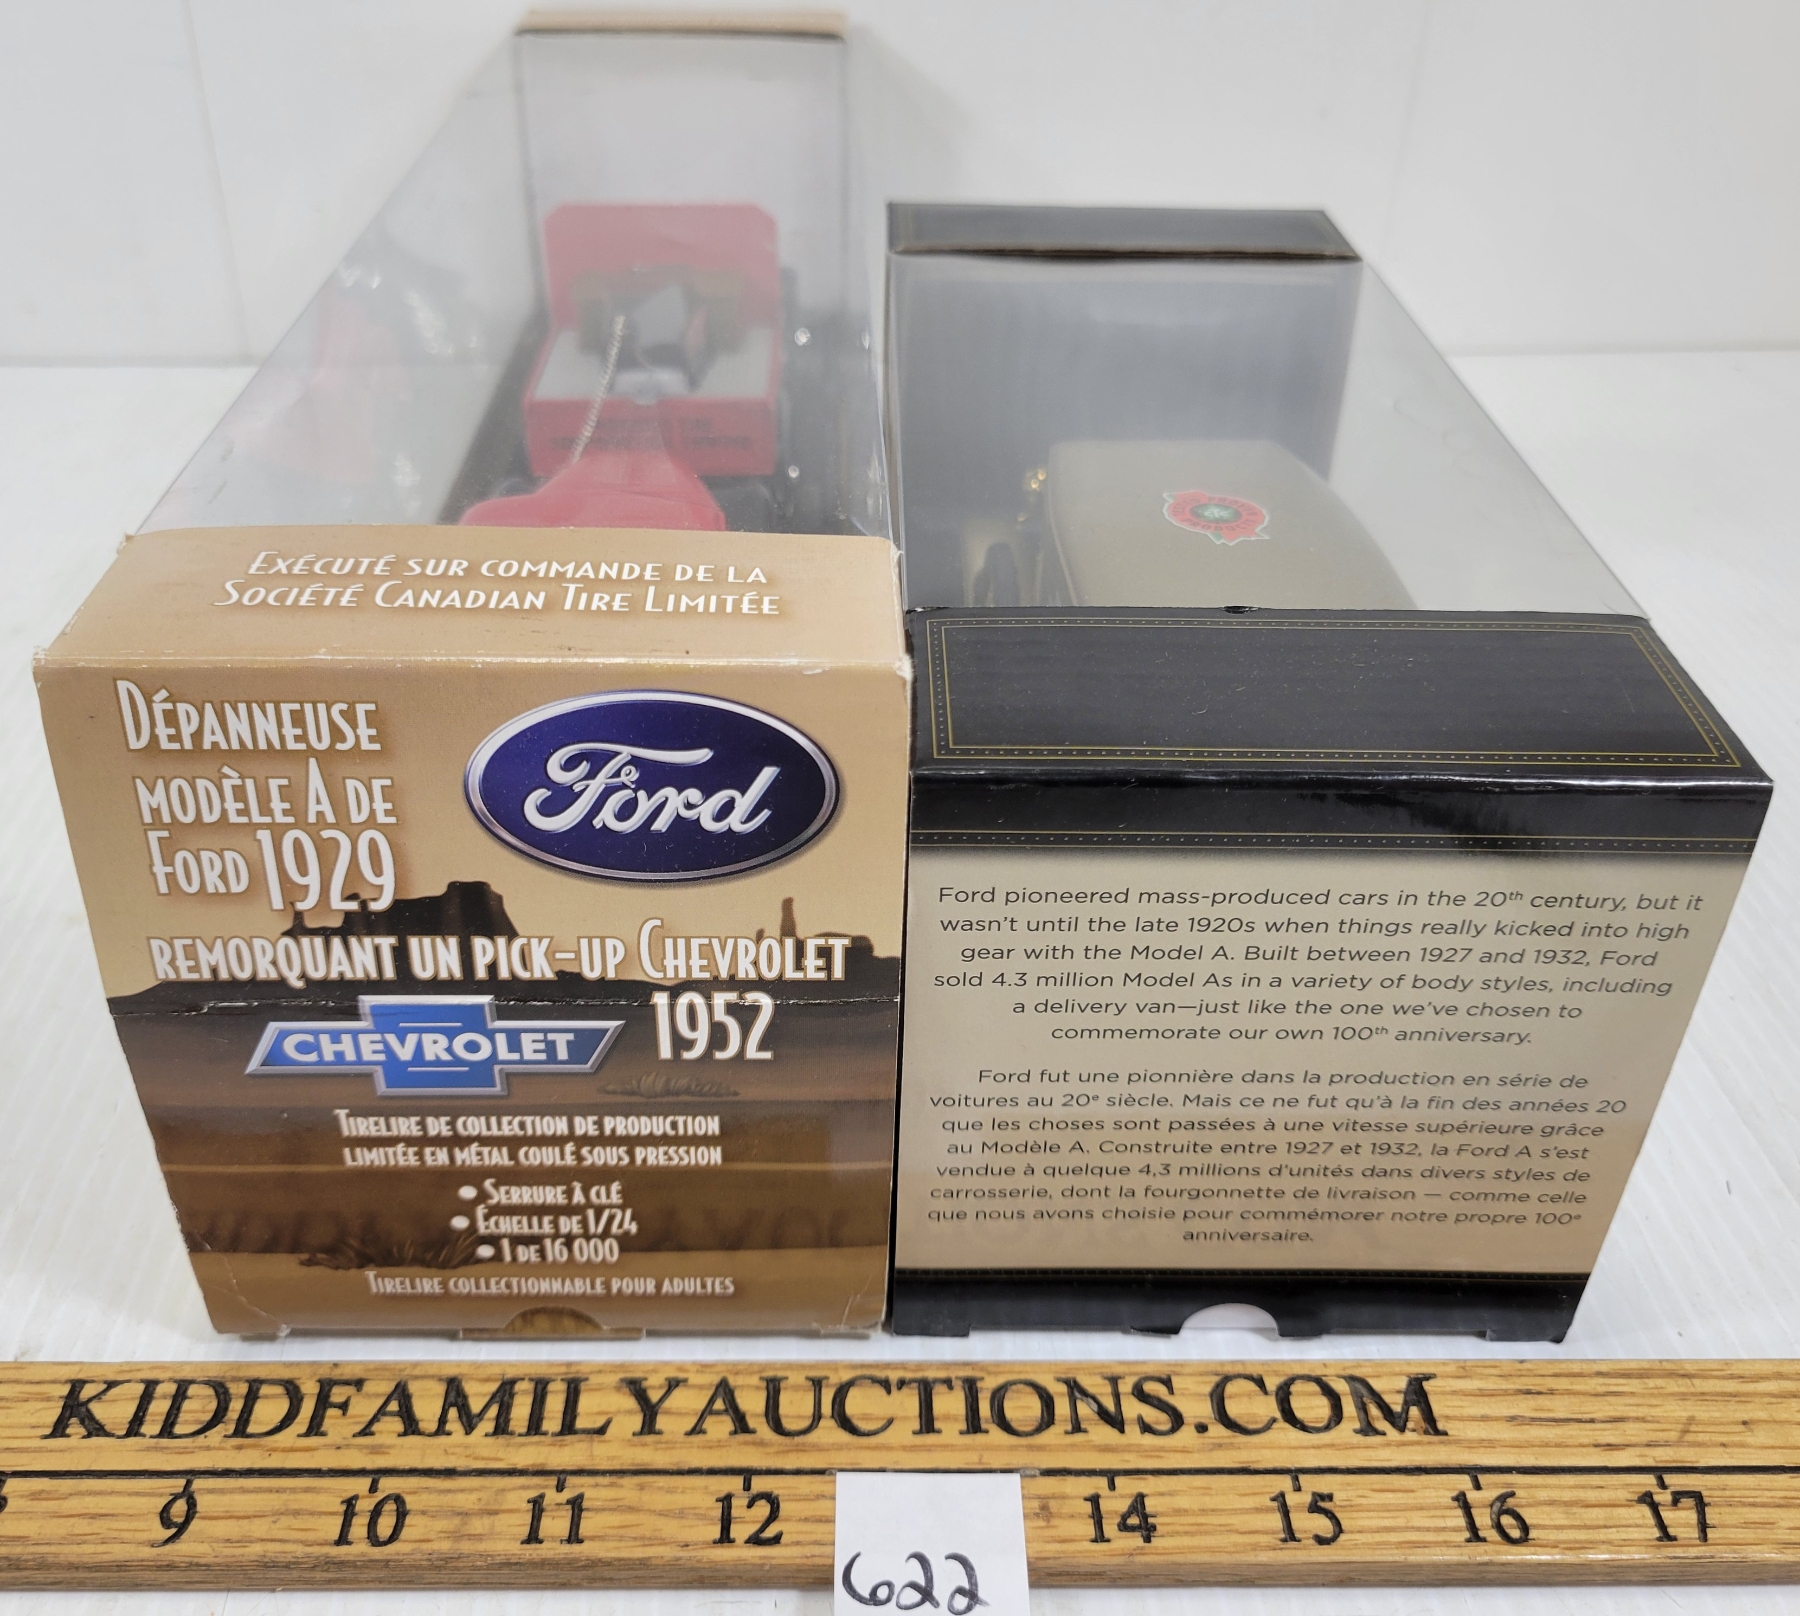 Exécuté sur commande de la
Société Canadian Tire Limitée
Dépanneuse
modèle A de
Ford 1929
Ford
remorquant un pick-up Chevrolet
1952
CHEVROLET
Tirelire de collection de production
limitée en métal coulé sous pression
• Serrure à clé
• Échelle de 1/24
• 1 de 16 000
Tirelire collectionnable pour adultes
Ford pioneered mass-produced cars in the 20th century, but it
wasn't until the late 1920s when things really kicked into high
gear with the Model A. Built between 1927 and 1932, Ford
sold 4.3 million Model As in a variety of body styles, including
a delivery van—just like the one we've chosen to
commemorate our own 100th anniversary.
Ford fut une pionnière dans la production en série de
voitures au 20e siècle. Mais ce ne fut qu'à la fin des années 20
que les choses sont passées à une vitesse supérieure grâce
au Modèle A. Construite entre 1927 et 1932, la Ford A s'est
vendue à quelque 4,3 millions d'unités dans divers styles de
carrosserie, dont la fourgonnette de livraison — comme celle
que nous avons choisie pour commémorer notre propre 100e
anniversaire.
KIDDFAMILYAUCTIONS.COM
9 10 11 12 14 15 16 17
622